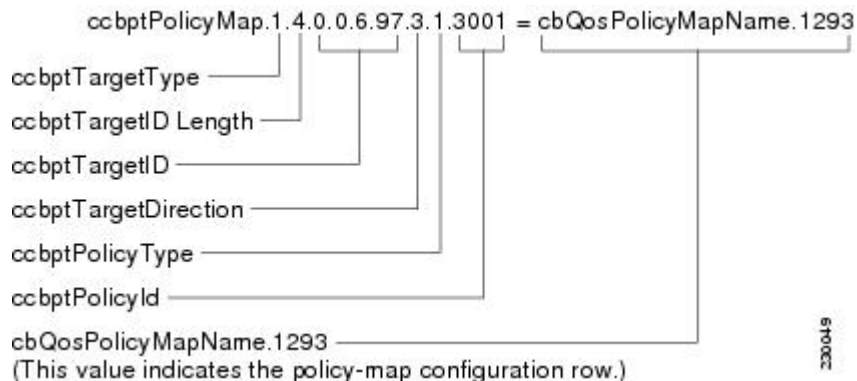 ccbptPolicyMap.1.4.0.0.6.97.3.1.3001 = cbQosPolicyMapName.1293
ccbptTargetType
ccbptTargetID Length
ccbptTargetID
ccbptTargetDirection
ccbptPolicyType
ccbptPolicyId
cbQosPolicyMapName.1293
(This value indicates the policy-map configuration row.)
230049